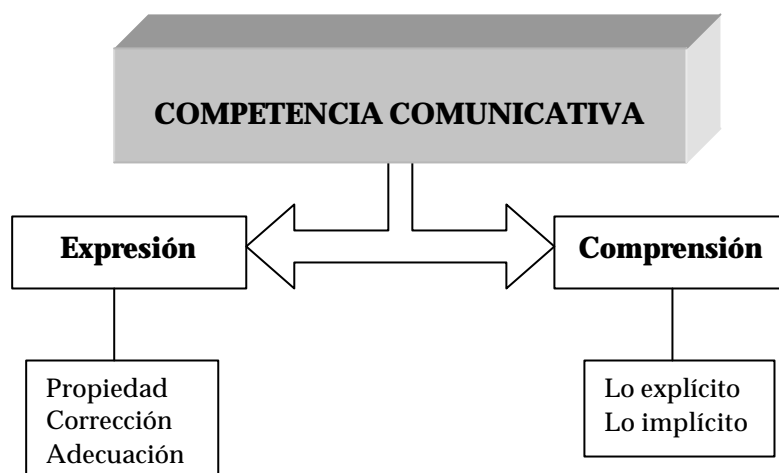 COMPETENCIA COMUNICATIVA
Expresión
Comprensión
Propiedad
Corrección
Adecuación
Lo explícito
Lo implícito